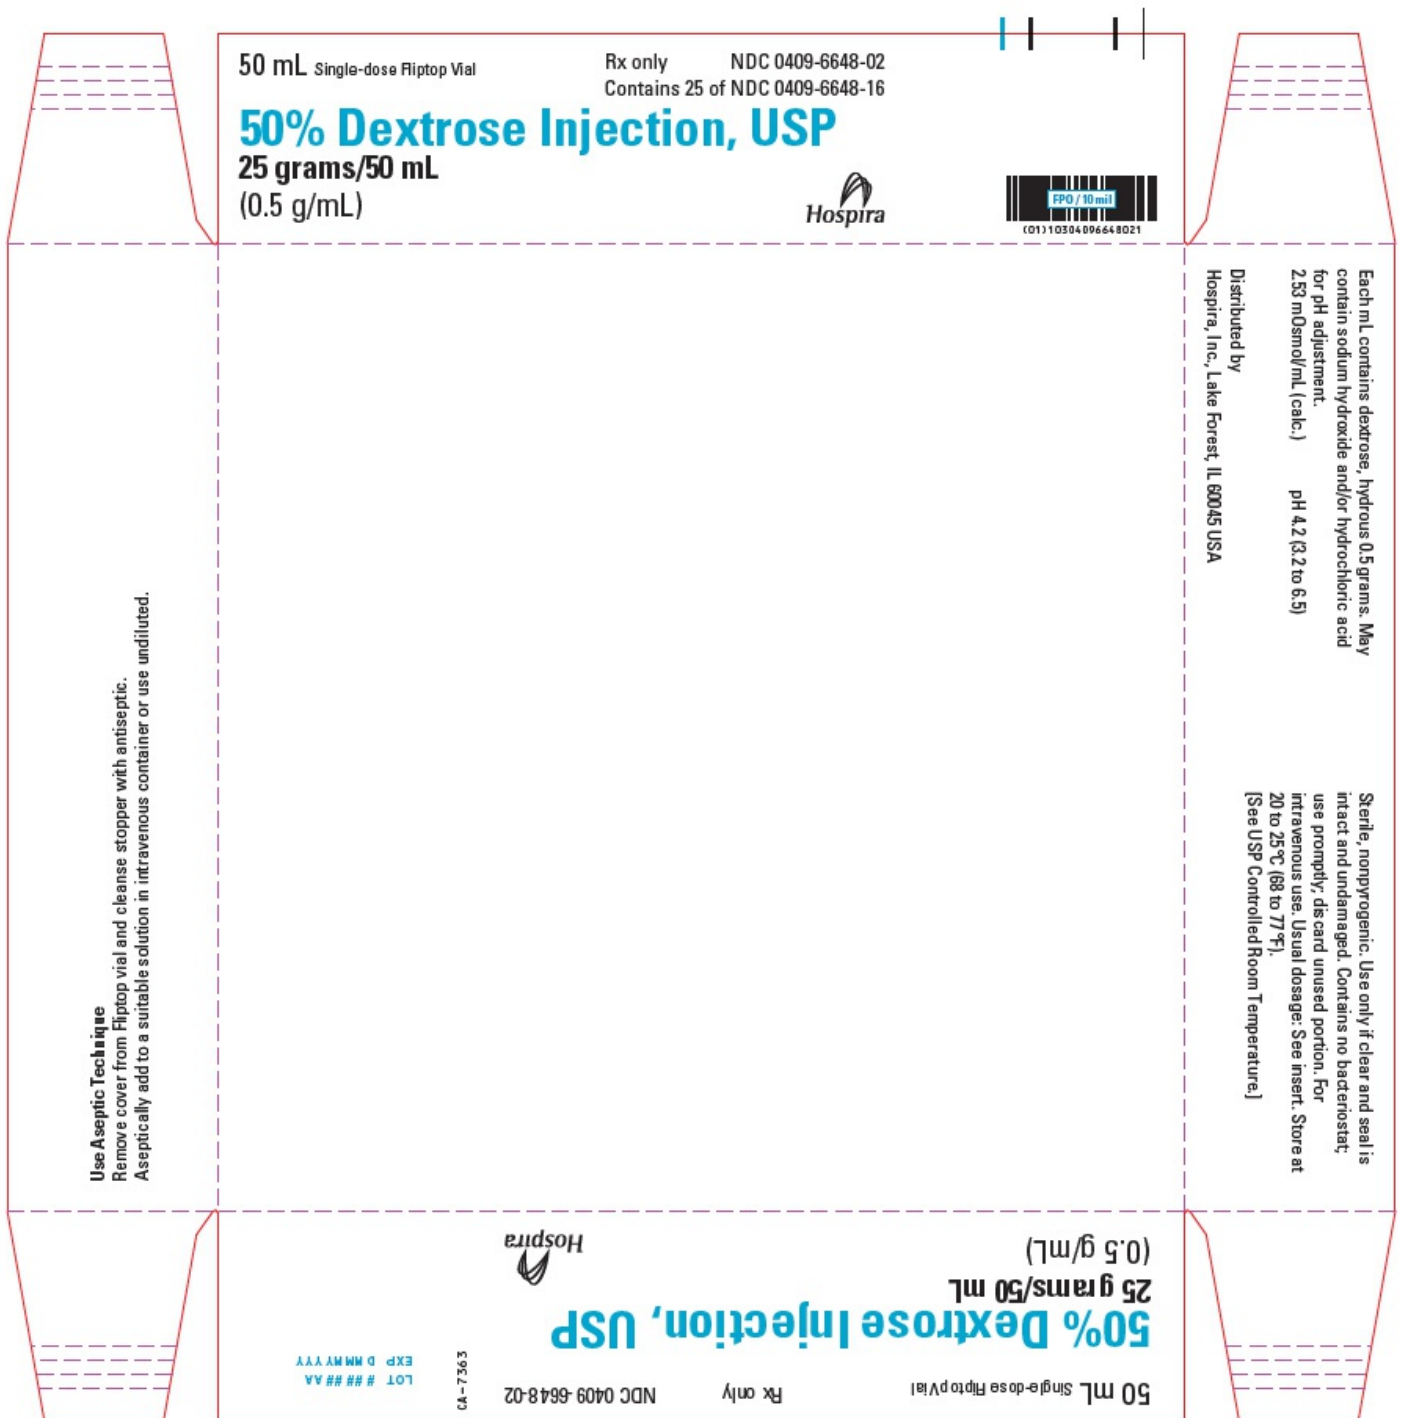 50 mL Single-dose Fliptop Vial
Rx only NDC 0409-6648-02
Contains 25 of NDC 0409-6648-16
50% Dextrose Injection, USP
25 grams/50 mL
(0.5 g/mL)
Hospira
FPO / 10 mil
(01)10304096648021
Each mL contains dextrose, hydrous 0.5 grams. May
contain sodium hydroxide and/or hydrochloric acid
for pH adjustment.
2.53 mOsmol/mL (calc.) pH 4.2 (3.2 to 6.5)
Distributed by
Hospira, Inc., Lake Forest, IL 60045 USA
Sterile, nonpyrogenic. Use only if clear and seal is
intact and undamaged. Contains no bacteriostat;
use promptly; discard unused portion. For
intravenous use. Usual dosage: See insert. Store at
20 to 25°C (68 to 77°F).
[See USP Controlled Room Temperature.]
Use Aseptic Technique
Remove cover from Fliptop vial and cleanse stopper with antiseptic.
Aseptically add to a suitable solution in intravenous container or use undiluted.
50 mL Single-dose Fliptop Vial
Rx only NDC 0409-6648-02
50% Dextrose Injection, USP
25 grams/50 mL
(0.5 g/mL)
Hospira
CA-7363
LOT # ## ## AA
EXP D MMM YYYY